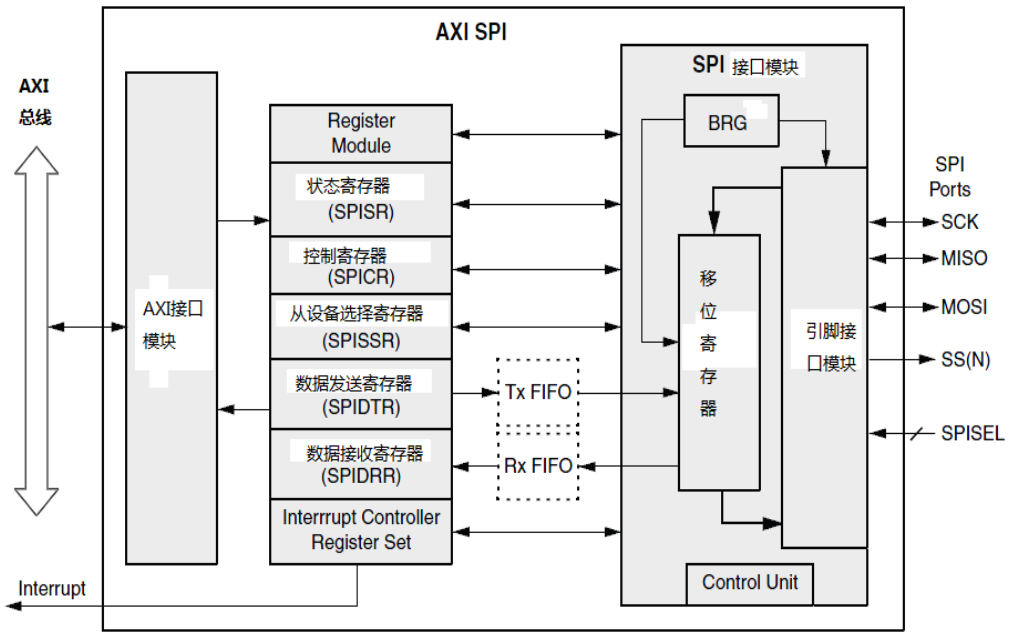 AXI SPI
AXI
总线
AXI接口
模块
Register
Module
状态寄存器
(SPISR)
控制寄存器
(SPICR)
从设备选择寄存器
(SPISSR)
数据发送寄存器
(SPIDTR)
数据接收寄存器
(SPIDRR)
Interrrupt Controller
Register Set
Interrupt
Tx FIFO
Rx FIFO
SPI 接口模块
BRG
移
位
寄
存
器
引脚接
口模块
Control Unit
SPI
Ports
SCK
MISO
MOSI
SS(N)
SPISEL